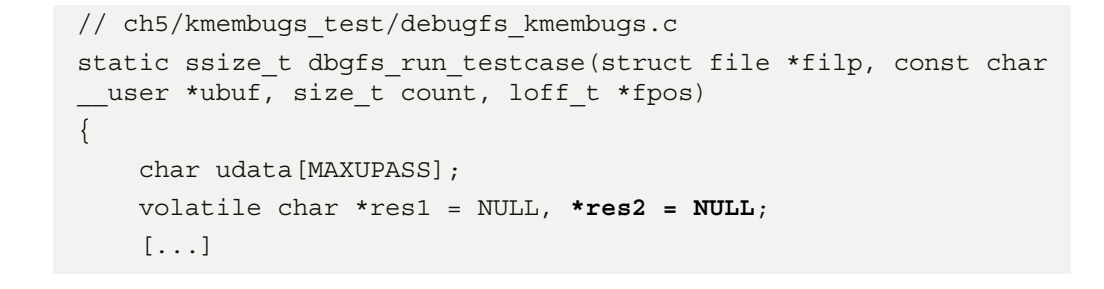 // ch5/kmembugs_test/debugfs_kmembugs.c
static ssize_t dbgfs_run_testcase(struct file *filp, const char
__user *ubuf, size_t count, loff_t *fpos)
{
    char udata[MAXUPASS];
    volatile char *res1 = NULL, *res2 = NULL;
    [...]